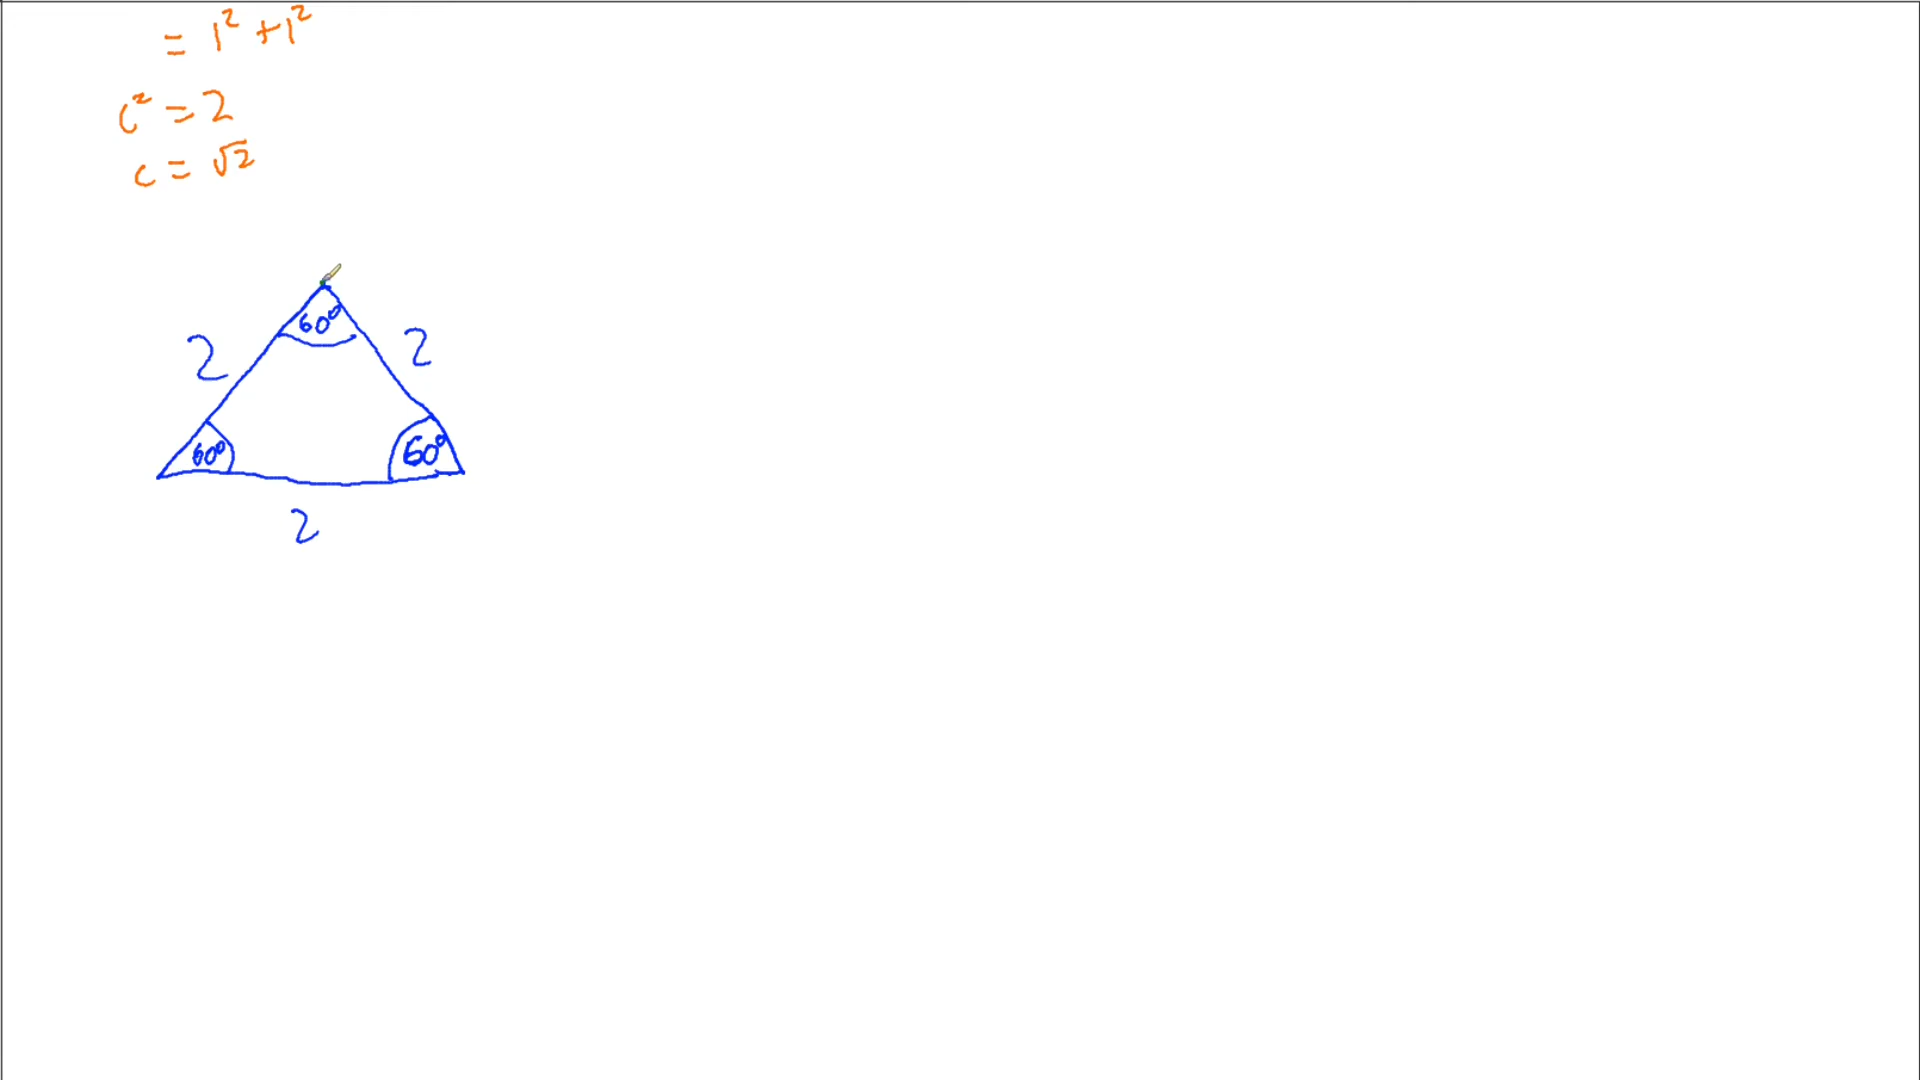 = 1² + 1²
c² = 2
c = √2
60°
2 2
60° 60°
2